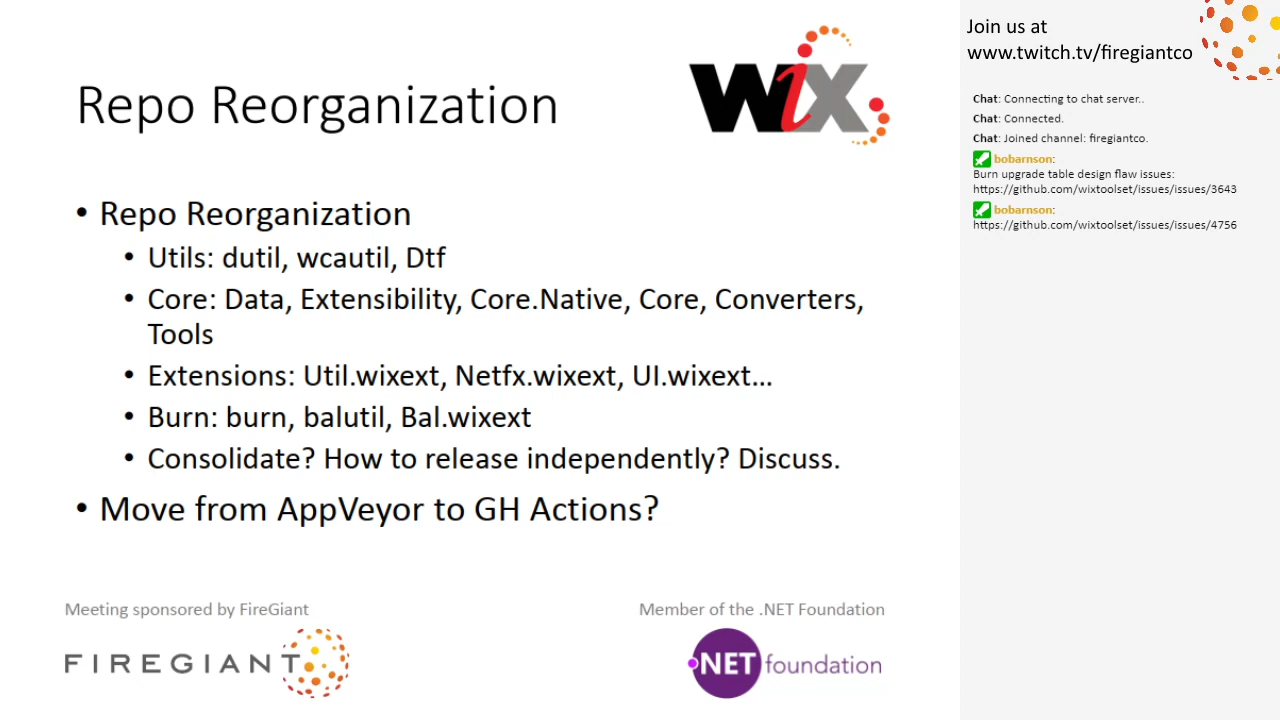 Repo Reorganization
WiX
• Repo Reorganization
• Utils: dutil, wcautil, Dtf
• Core: Data, Extensibility, Core.Native, Core, Converters,
Tools
• Extensions: Util.wixext, Netfx.wixext, UI.wixext...
• Burn: burn, balutil, Bal.wixext
• Consolidate? How to release independently? Discuss.
• Move from AppVeyor to GH Actions?
Meeting sponsored by FireGiant
FIREGIANT
Member of the .NET Foundation
.NET foundation
Join us at
www.twitch.tv/firegiantco
Chat: Connecting to chat server..
Chat: Connected.
Chat: Joined channel: firegiantco.
bobarnson:
Burn upgrade table design flaw issues:
https://github.com/wixtoolset/issues/issues/3643
bobarnson:
https://github.com/wixtoolset/issues/issues/4756